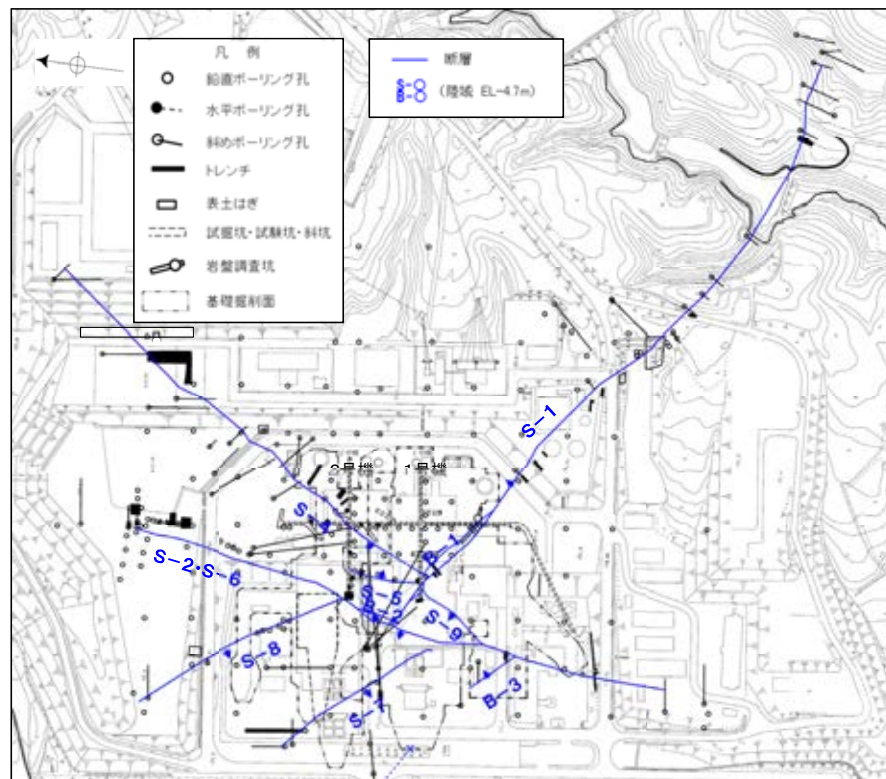 凡 例
鉛直ボーリング孔
水平ボーリング孔
斜めボーリング孔
トレンチ
表土はぎ
試掘坑・試験坑・斜坑
岩盤調査坑
基礎掘削面
断層
S-○
B-○
(陸域 EL-4.7m)
S-1
S-4
B-1
S-2・S-6
S-5
B-2
S-9
S-8
S-7
B-3